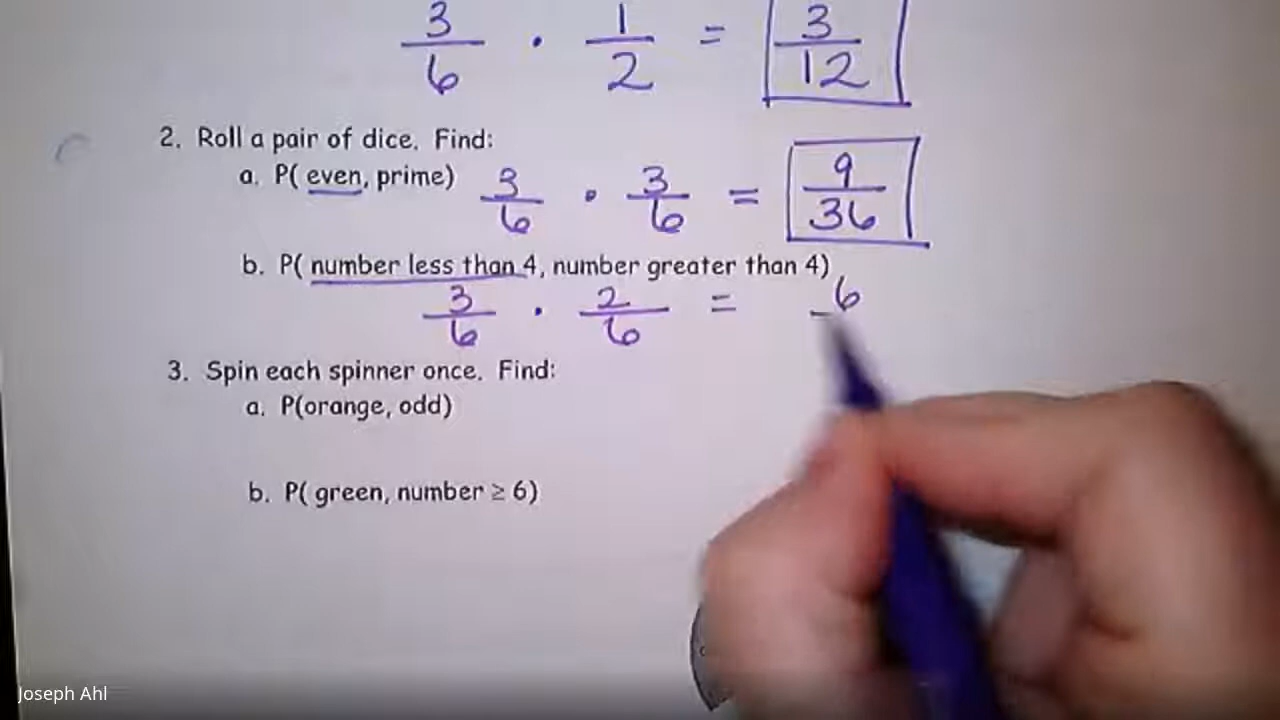 3/6 · 1/2 = 3/12
2. Roll a pair of dice. Find:
a. P( even, prime) 3/6 · 3/6 = 9/36
b. P( number less than 4, number greater than 4)
3/6 · 2/6 = 6
3. Spin each spinner once. Find:
a. P(orange, odd)
b. P( green, number ≥ 6)
Joseph Ahl